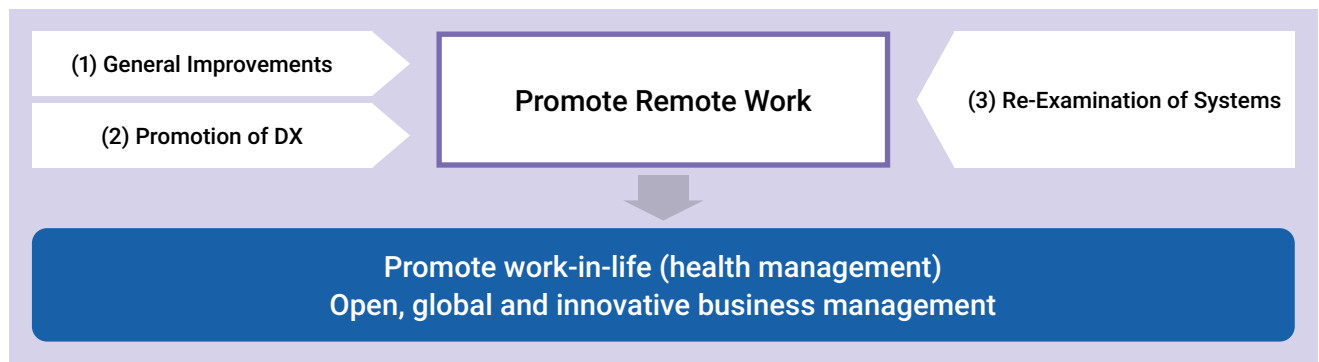 (1) General Improvements
(2) Promotion of DX
Promote Remote Work
(3) Re-Examination of Systems
Promote work-in-life (health management)
Open, global and innovative business management